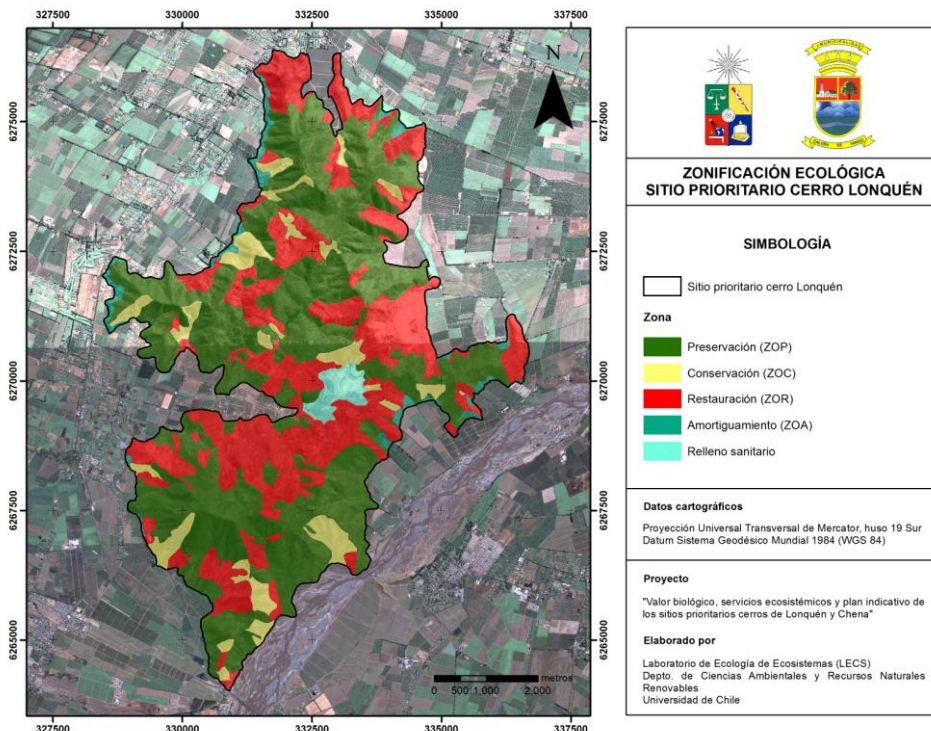 327500 330000 332500 335000 337500
N
6275000 6275000
6272500 6272500
6270000 6270000
6267500 6267500
6265000 6265000
metros
0 500 1.000 2.000
327500 330000 332500 335000 337500
ZONIFICACIÓN ECOLÓGICA
SITIO PRIORITARIO CERRO LONQUÉN
SIMBOLOGÍA
Sitio prioritario cerro Lonquén
Zona
Preservación (ZOP)
Conservación (ZOC)
Restauración (ZOR)
Amortiguamiento (ZOA)
Relleno sanitario
Datos cartográficos
Proyección Universal Transversal de Mercator, huso 19 Sur
Datum Sistema Geodésico Mundial 1984 (WGS 84)
Proyecto
"Valor biológico, servicios ecosistémicos y plan indicativo de
los sitios prioritarios cerros de Lonquén y Chena"
Elaborado por
Laboratorio de Ecología de Ecosistemas (LECS)
Depto. de Ciencias Ambientales y Recursos Naturales
Renovables
Universidad de Chile